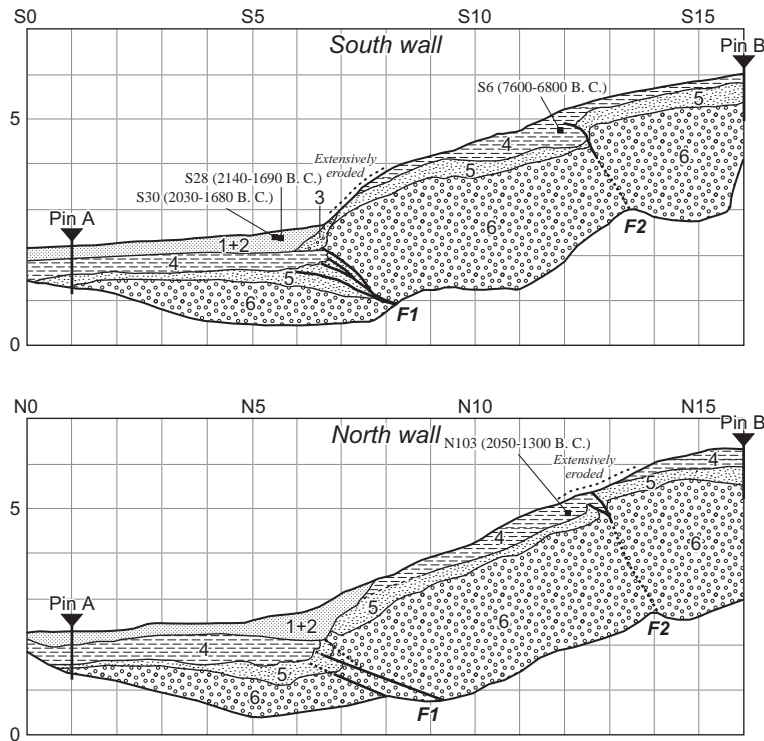 S0 S5 S10 S15
South wall
Pin B
S6 (7600-6800 B. C.)
5
5
4
Extensively
eroded
5
6
S28 (2140-1690 B. C.)
S30 (2030-1680 B. C.)
3
Pin A
6
1+2
F2
4
5
6
F1
0
N0 N5 N10 N15
North wall
Pin B
N103 (2050-1300 B. C.)
Extensively
eroded
4
5
5
4
6
Pin A
5
1+2
6
4
F2
5
6
F1
0